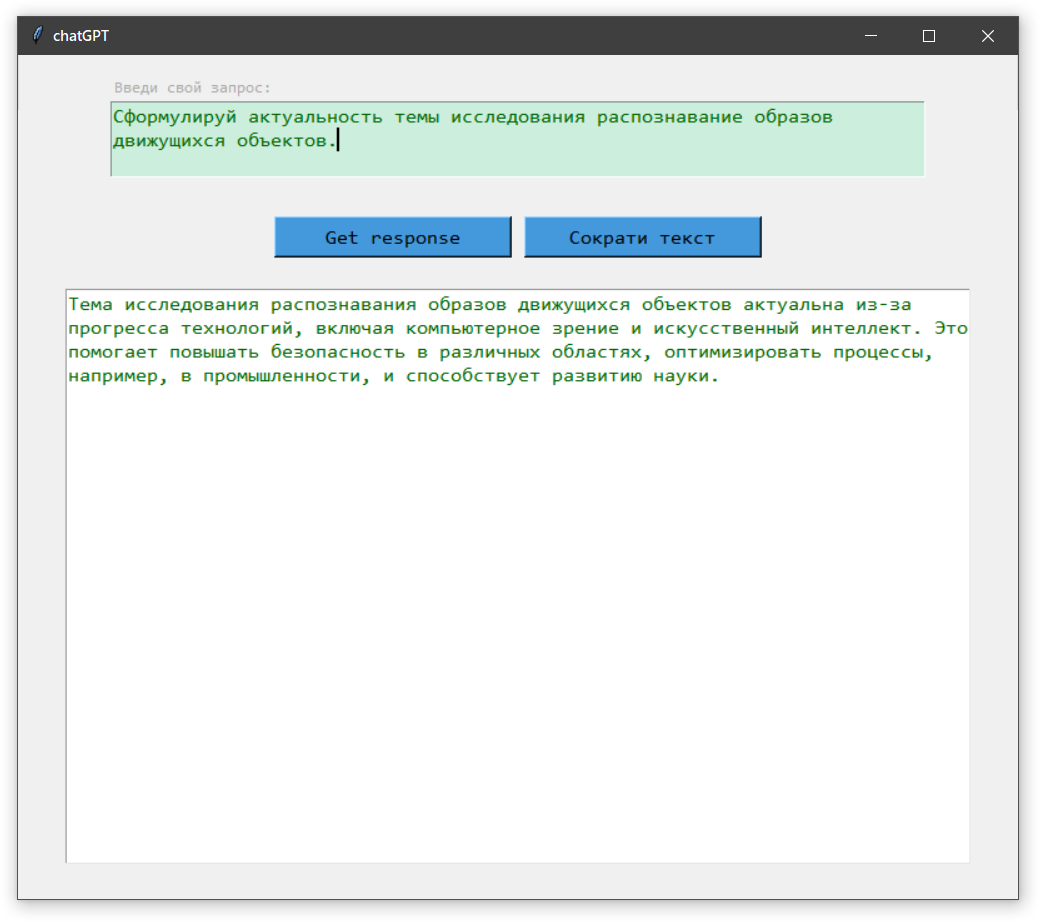 chatGPT
Введи свой запрос:
Сформулируй актуальность темы исследования распознавание образов
движущихся объектов.
Get response
Сократи текст
Тема исследования распознавания образов движущихся объектов актуальна из-за
прогресса технологий, включая компьютерное зрение и искусственный интеллект. Это
помогает повышать безопасность в различных областях, оптимизировать процессы,
например, в промышленности, и способствует развитию науки.